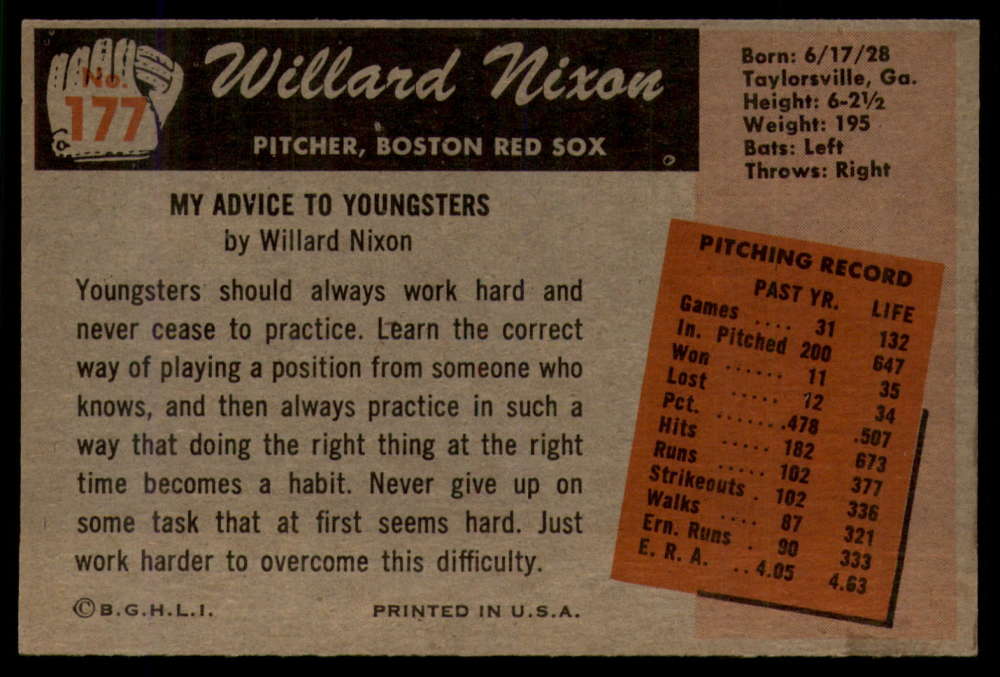 No.
177
Willard Nixon
PITCHER, BOSTON RED SOX
Born: 6/17/28
Taylorsville, Ga.
Height: 6-2½
Weight: 195
Bats: Left
Throws: Right
MY ADVICE TO YOUNGSTERS
by Willard Nixon
Youngsters should always work hard and
never cease to practice. Learn the correct
way of playing a position from someone who
knows, and then always practice in such a
way that doing the right thing at the right
time becomes a habit. Never give up on
some task that at first seems hard. Just
work harder to overcome this difficulty.
©B.G.H.L.I. PRINTED IN U.S.A.
PITCHING RECORD
PAST YR. LIFE
Games .... 31 132
In. Pitched 200 647
Won ...... 11 35
Lost ..... 12 34
Pct. ......478 .507
Hits ..... 182 673
Runs ..... 102 377
Strikeouts . 102 336
Walks .... 87 321
Ern. Runs . 90 333
E. R. A. ..4.05 4.63